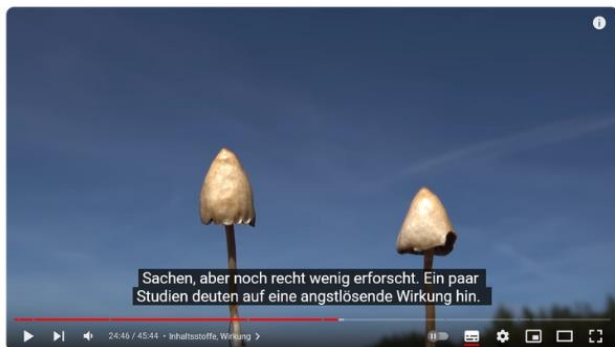 Sachen, aber noch recht wenig erforscht. Ein paar
Studien deuten auf eine angstlösende Wirkung hin.
24:46 / 45:44 • Inhaltsstoffe, Wirkung >